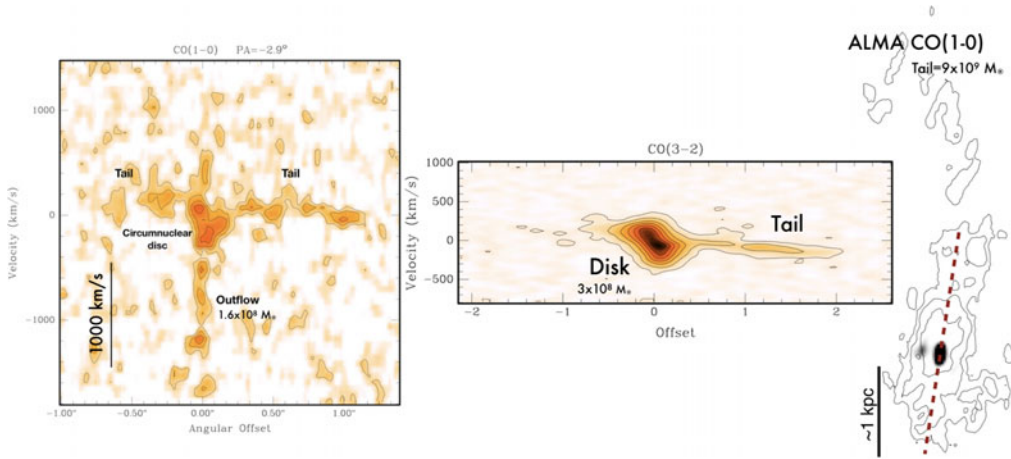 CO(1-0) PA=-2.9°
Velocity (km/s)
1000
0
-1000
Tail
Tail
Circumnuclear
disc
Outflow
1.6x10⁸ M⁎
1000 km/s
-1.00"
-0.50"
0.00"
0.50"
1.00"
Angular Offset
CO(3-2)
Velocity (km/s)
1000
500
0
-500
Tail
Disk
3x10⁸ M⁎
-2
-1
0
1
2
Offset
ALMA CO(1-0)
Tail=9x10⁹ M⁎
~1 kpc